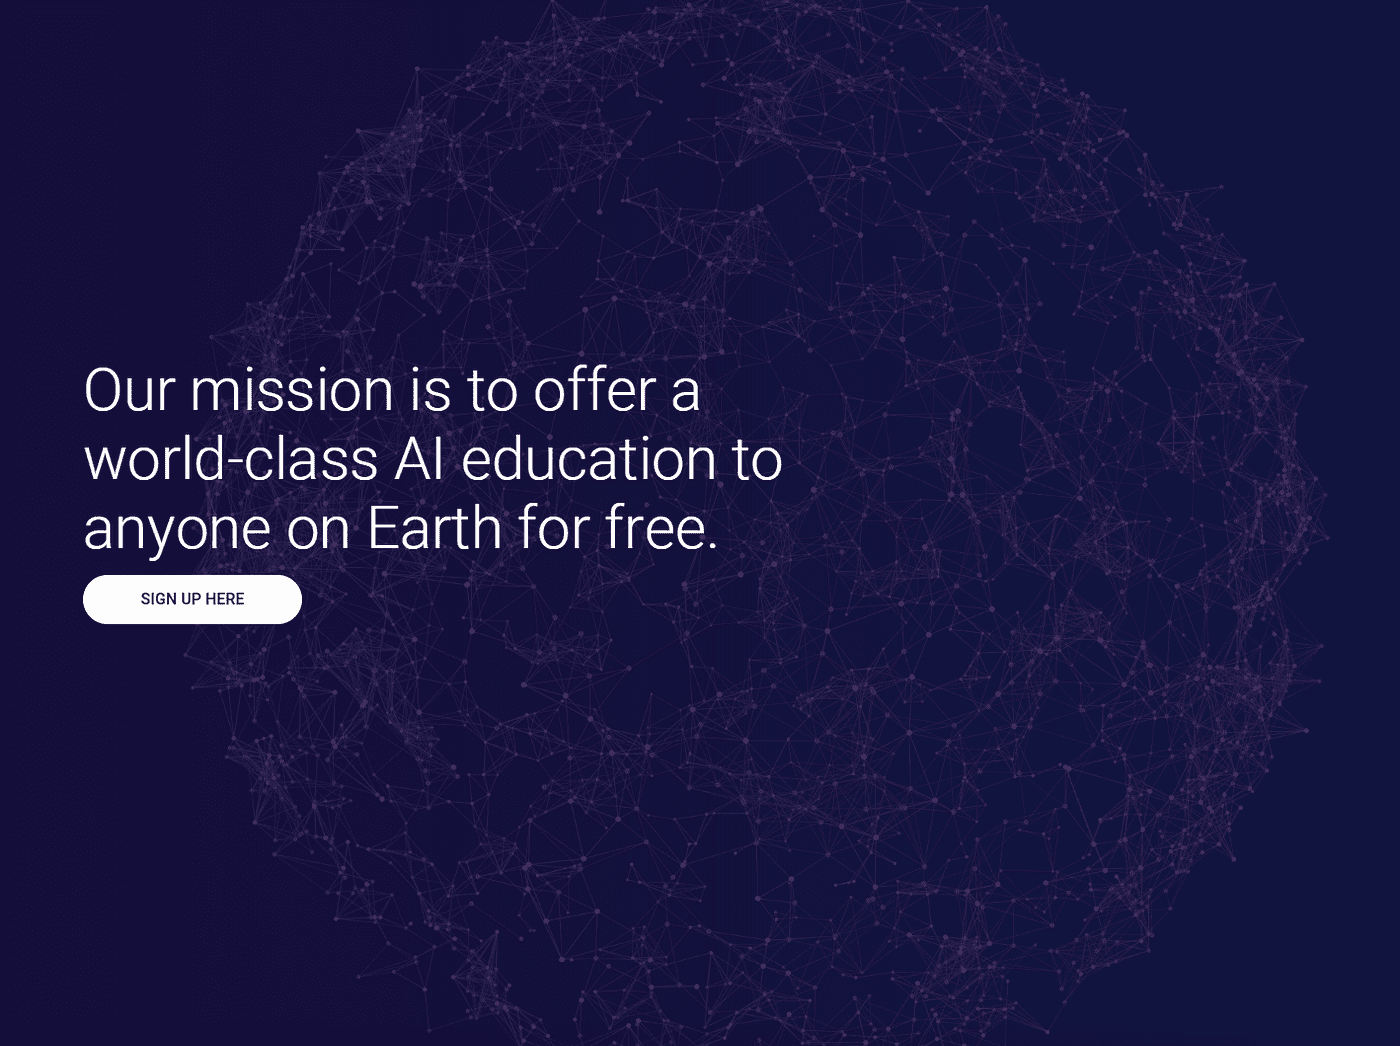 Our mission is to offer a
world-class AI education to
anyone on Earth for free.
SIGN UP HERE